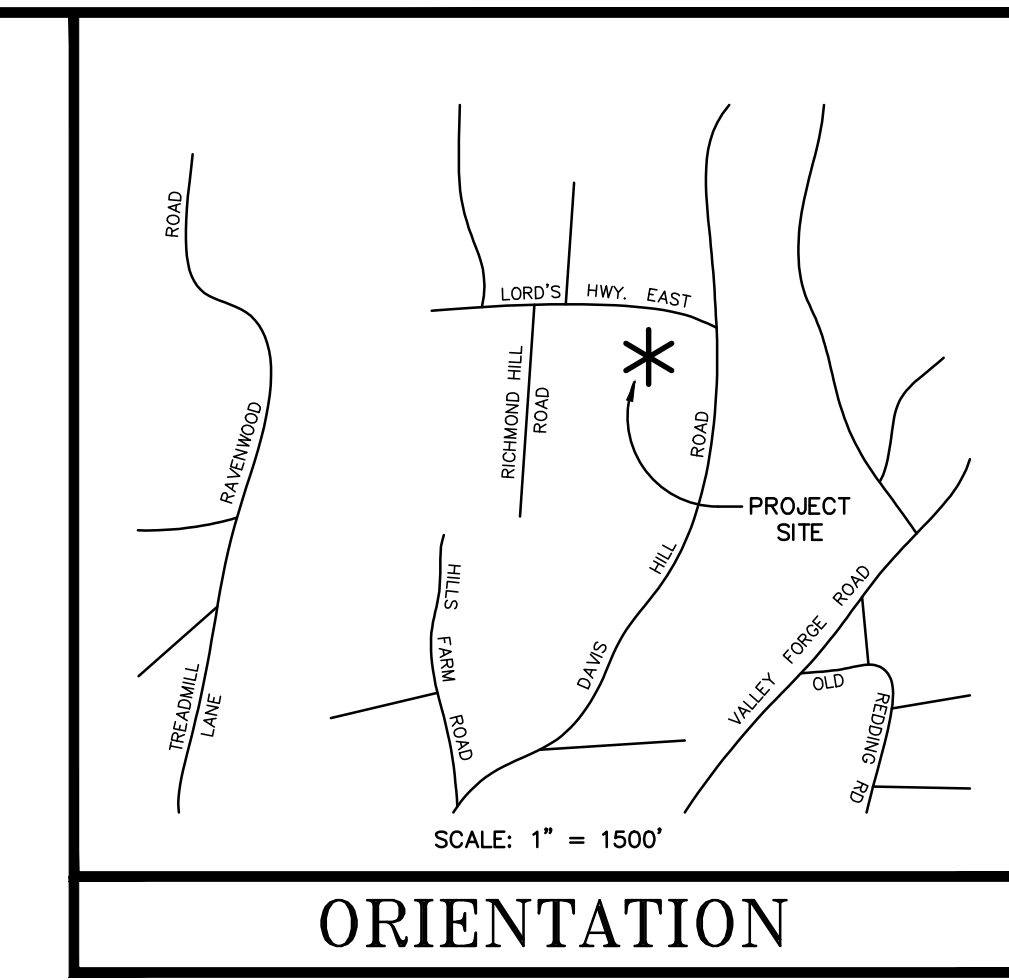 ROAD
RAVENWOOD
TREADMILL
LANE
LORD'S HWY. EAST
RICHMOND HILL
ROAD
HILLS FARM ROAD
DAVIS HILL ROAD
PROJECT
SITE
VALLEY FORGE ROAD
OLD REDDING RD
SCALE: 1" = 1500'
ORIENTATION